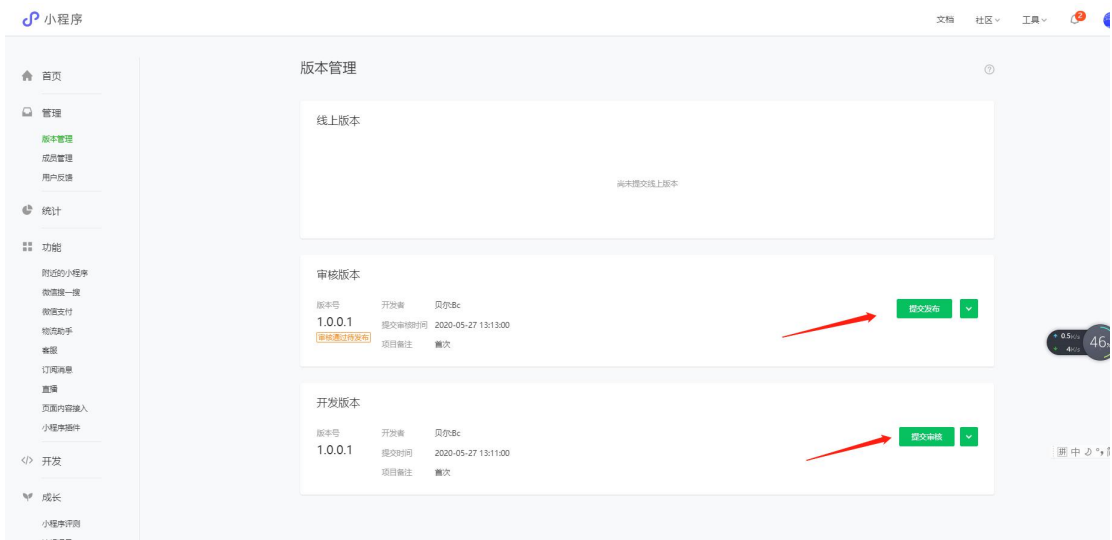 小程序
文档 社区 工具 2
首页
管理
版本管理
成员管理
用户反馈
统计
功能
附近的小程序
微信搜一搜
微信支付
物流助手
客服
订阅消息
直播
页面内容接入
小程序插件
开发
成长
小程序评测
版本管理
线上版本
尚未提交线上版本
审核版本
版本号 开发者 贝尔Bc
1.0.0.1 提交审核时间 2020-05-27 13:13:00
审核通过待发布 项目备注 首次
提交发布
开发版本
版本号 开发者 贝尔Bc
1.0.0.1 提交时间 2020-05-27 13:11:00
项目备注 首次
提交审核
0.5K/s
4K/s
46%
拼 中